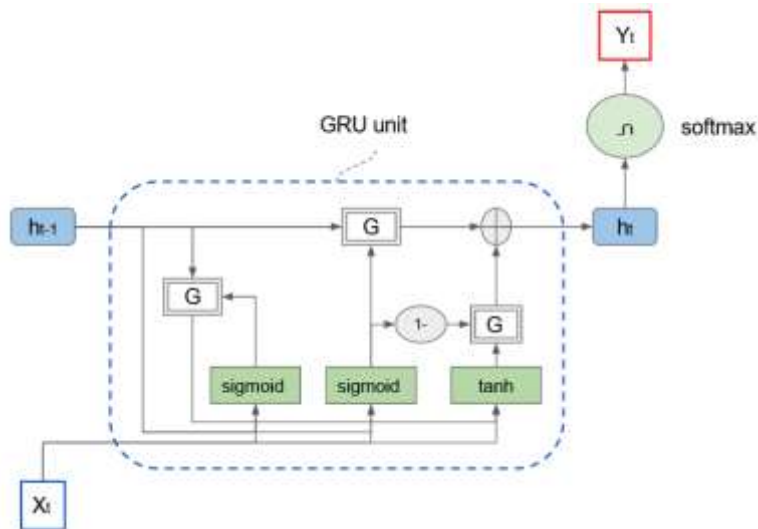 Yt
softmax
GRU unit
ht-1
G
ht
G
1-
G
sigmoid
sigmoid
tanh
Xt